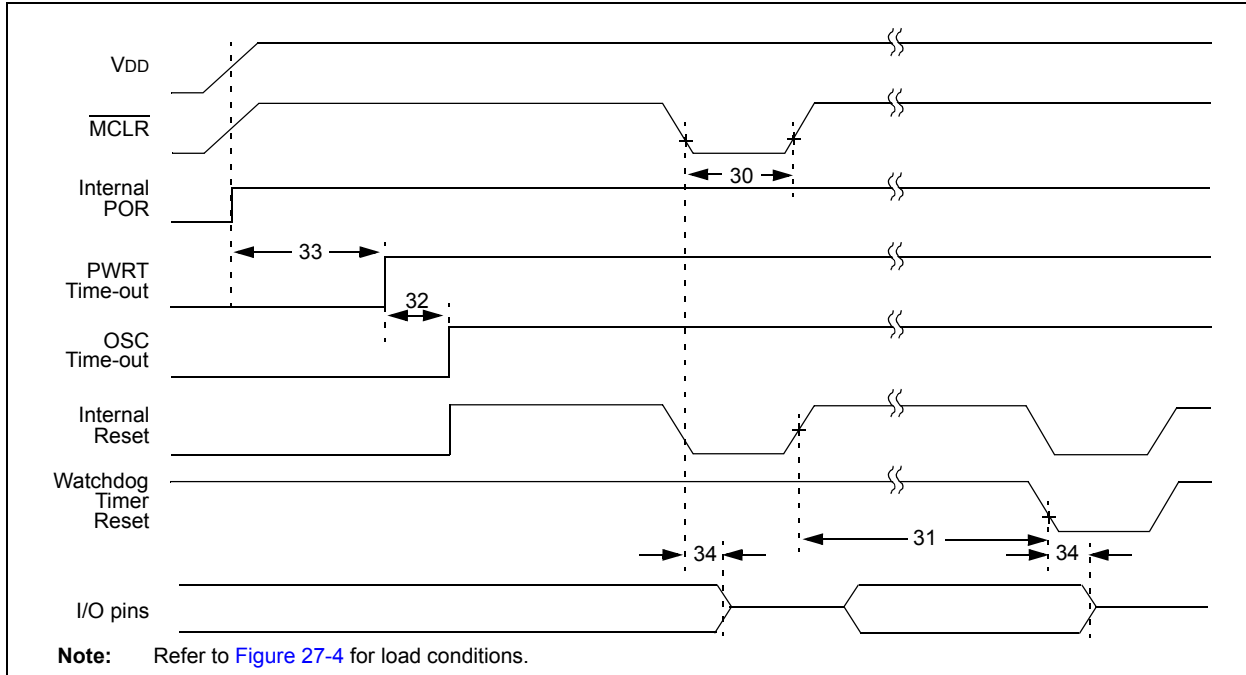 VDD
MCLR
30
Internal
POR
33
PWRT
Time-out
32
OSC
Time-out
Internal
Reset
Watchdog
Timer
Reset
31
34
34
I/O pins
Note: Refer to Figure 27-4 for load conditions.